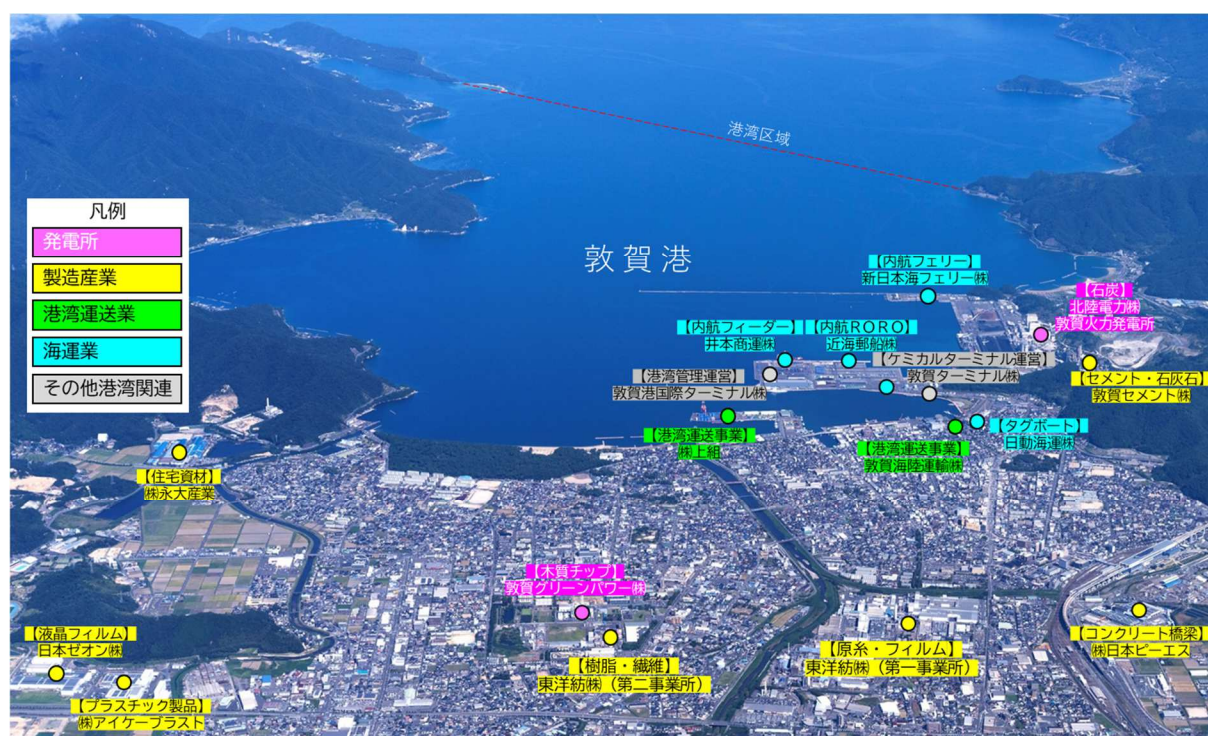 港湾区域
敦賀港
凡例
発電所
製造産業
港湾運送業
海運業
その他港湾関連
【内航フェリー】
新日本海フェリー㈱
【石炭】
北陸電力㈱
敦賀火力発電所
【内航フィーダー】
井本商運㈱
【内航RORO】
近海郵船㈱
【ケミカルターミナル運営】
敦賀ターミナル㈱
【港湾管理運営】
敦賀港国際ターミナル㈱
【セメント・石灰石】
敦賀セメント㈱
【港湾運送事業】
㈱上組
【港湾運送事業】
敦賀海陸運輸㈱
【タグボート】
日動海運㈱
【住宅資材】
㈱永大産業
【木質チップ】
敦賀グリーンパワー㈱
【液晶フィルム】
日本ゼオン㈱
【プラスチック製品】
㈱アイケープラスト
【樹脂・繊維】
東洋紡㈱（第二事業所）
【原糸・フィルム】
東洋紡㈱（第一事業所）
【コンクリート橋梁】
㈱日本ピーエス